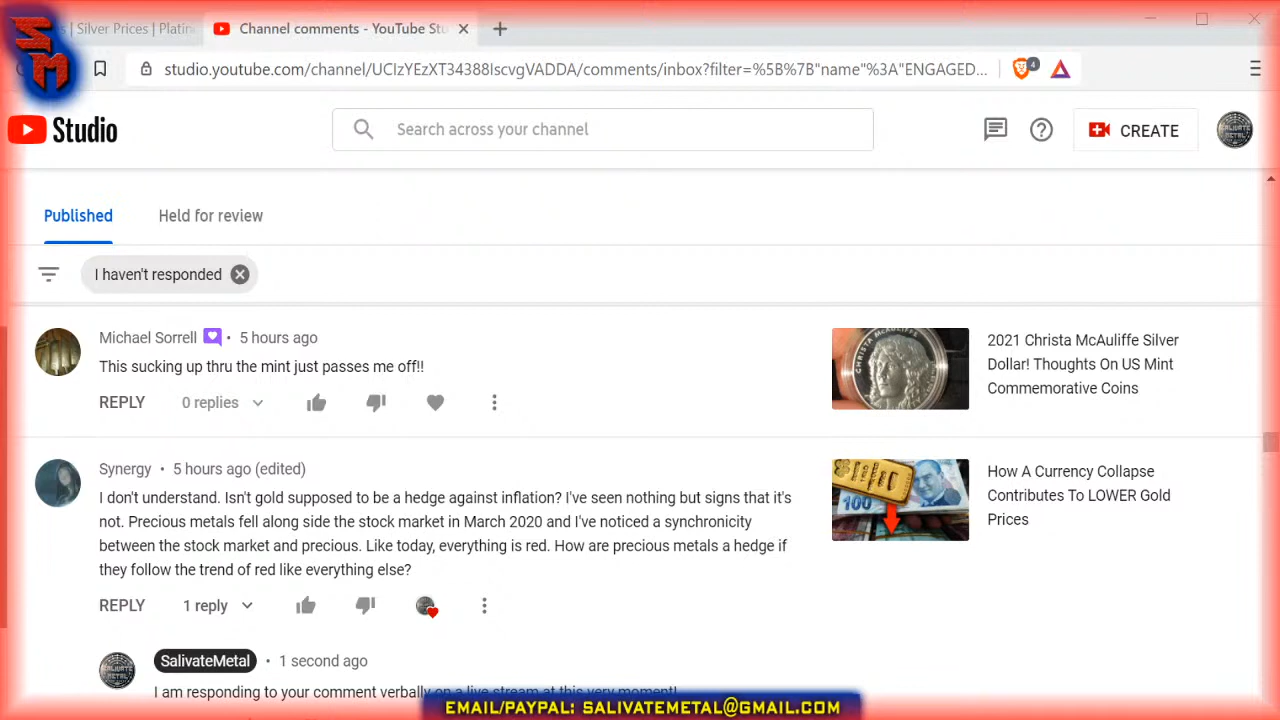 SM
s | Silver Prices | Platin
Channel comments - YouTube Stu
studio.youtube.com/channel/UCIzYEzXT34388IscvgVADDA/comments/inbox?filter=%5B%7B"name"%3A"ENGAGED...
4
Studio
Search across your channel
CREATE
Published
Held for review
I haven't responded
Michael Sorrell • 5 hours ago
This sucking up thru the mint just passes me off!!
REPLY 0 replies
CHRISTA McAULIFFE
2021 Christa McAuliffe Silver
Dollar! Thoughts On US Mint
Commemorative Coins
Synergy • 5 hours ago (edited)
I don't understand. Isn't gold supposed to be a hedge against inflation? I've seen nothing but signs that it's
not. Precious metals fell along side the stock market in March 2020 and I've noticed a synchronicity
between the stock market and precious. Like today, everything is red. How are precious metals a hedge if
they follow the trend of red like everything else?
REPLY 1 reply
100
How A Currency Collapse
Contributes To LOWER Gold
Prices
SalivateMetal • 1 second ago
I am responding to your comment verbally on a live stream at this very moment!
EMAIL/PAYPAL: SALIVATEMETAL@GMAIL.COM